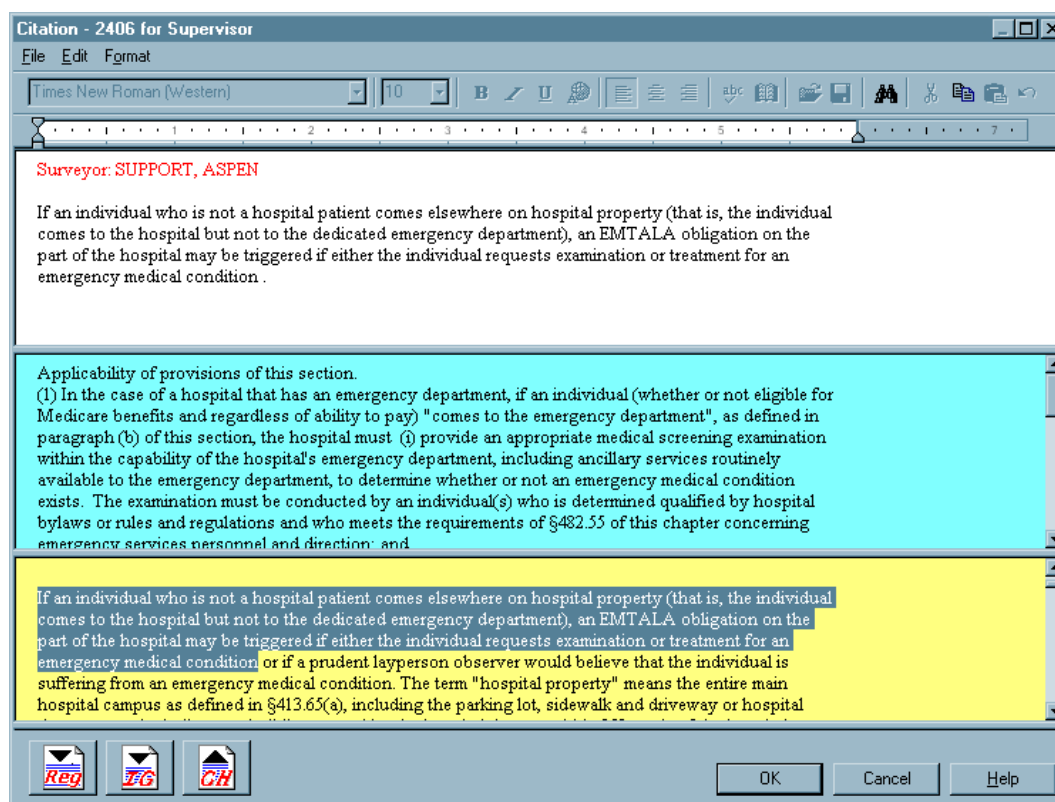 Citation - 2406 for Supervisor
File Edit Format
Times New Roman (Western) 10 B I U abc
1 2 3 4 5 7
Surveyor: SUPPORT, ASPEN
If an individual who is not a hospital patient comes elsewhere on hospital property (that is, the individual
comes to the hospital but not to the dedicated emergency department), an EMTALA obligation on the
part of the hospital may be triggered if either the individual requests examination or treatment for an
emergency medical condition .
Applicability of provisions of this section.
(1) In the case of a hospital that has an emergency department, if an individual (whether or not eligible for
Medicare benefits and regardless of ability to pay) "comes to the emergency department", as defined in
paragraph (b) of this section, the hospital must (i) provide an appropriate medical screening examination
within the capability of the hospital's emergency department, including ancillary services routinely
available to the emergency department, to determine whether or not an emergency medical condition
exists. The examination must be conducted by an individual(s) who is determined qualified by hospital
bylaws or rules and regulations and who meets the requirements of §482.55 of this chapter concerning
emergency services personnel and direction; and
If an individual who is not a hospital patient comes elsewhere on hospital property (that is, the individual
comes to the hospital but not to the dedicated emergency department), an EMTALA obligation on the
part of the hospital may be triggered if either the individual requests examination or treatment for an
emergency medical condition or if a prudent layperson observer would believe that the individual is
suffering from an emergency medical condition. The term "hospital property" means the entire main
hospital campus as defined in §413.65(a), including the parking lot, sidewalk and driveway or hospital
Reg IG CH OK Cancel Help